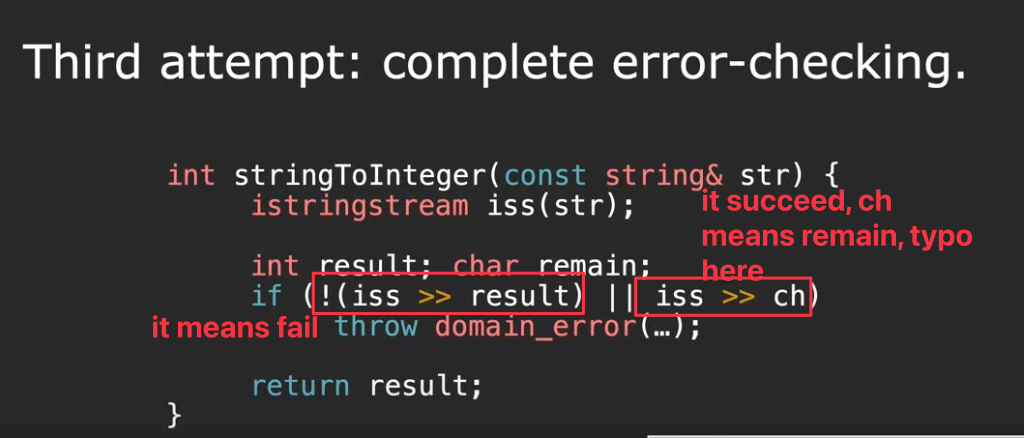 Third attempt: complete error-checking.
int stringToInteger(const string& str) {
istringstream iss(str);
it succeed, ch
means remain, typo
here
int result; char remain;
if (!(iss >> result) || iss >> ch)
it means fail
throw domain_error(…);
return result;
}